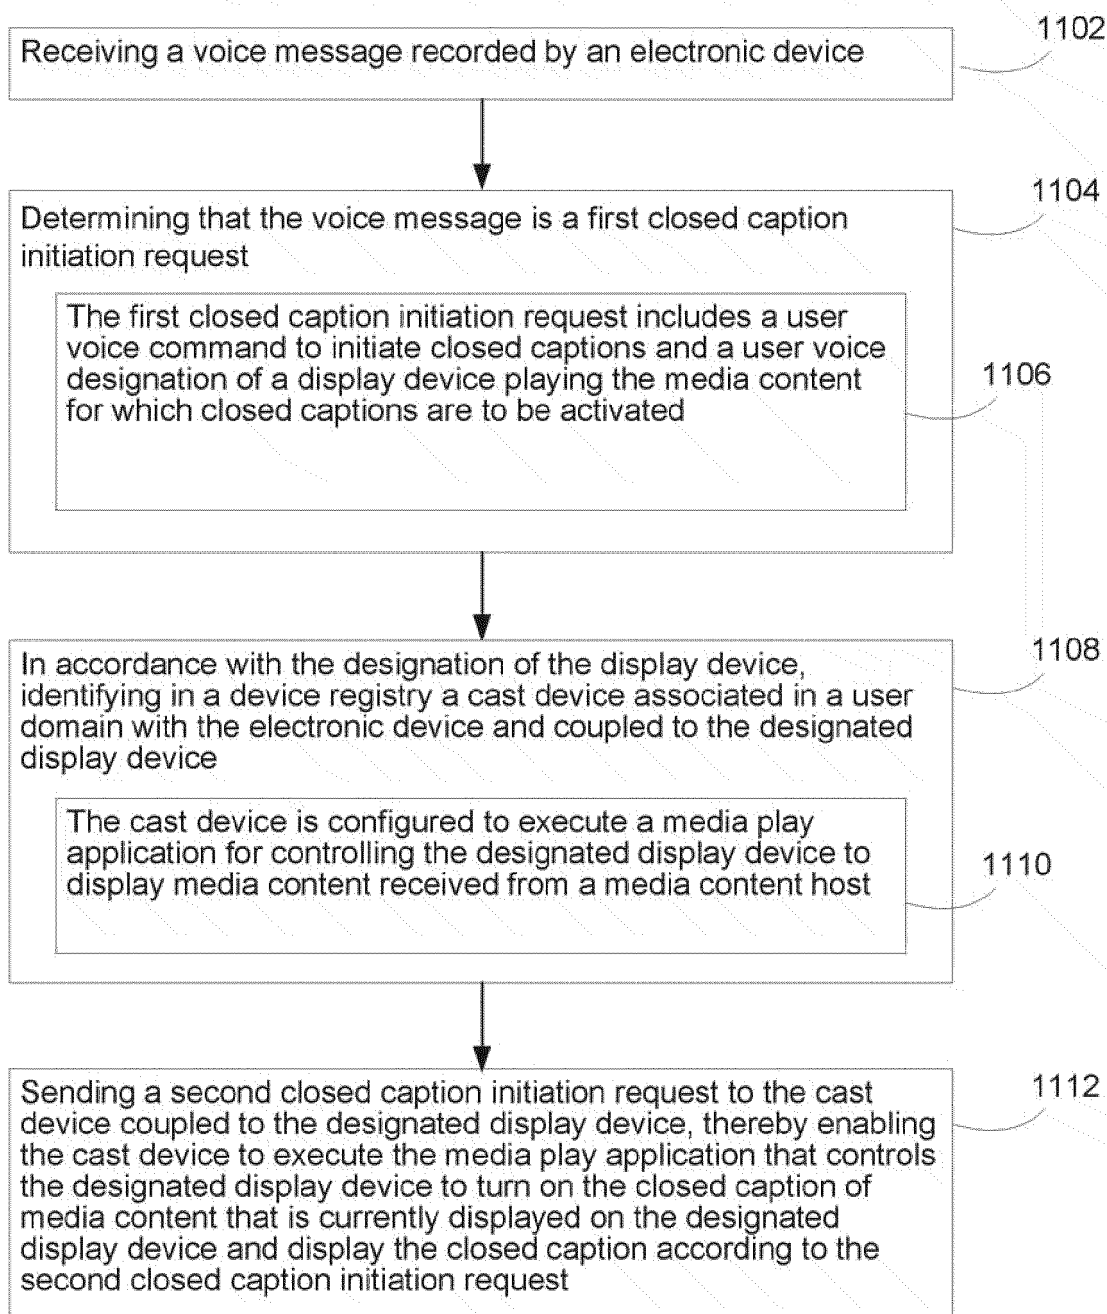 1102
Receiving a voice message recorded by an electronic device
1104
Determining that the voice message is a first closed caption
initiation request
The first closed caption initiation request includes a user
voice command to initiate closed captions and a user voice
designation of a display device playing the media content
for which closed captions are to be activated
1106
1108
In accordance with the designation of the display device,
identifying in a device registry a cast device associated in a user
domain with the electronic device and coupled to the designated
display device
The cast device is configured to execute a media play
application for controlling the designated display device to
display media content received from a media content host
1110
1112
Sending a second closed caption initiation request to the cast
device coupled to the designated display device, thereby enabling
the cast device to execute the media play application that controls
the designated display device to turn on the closed caption of
media content that is currently displayed on the designated
display device and display the closed caption according to the
second closed caption initiation request